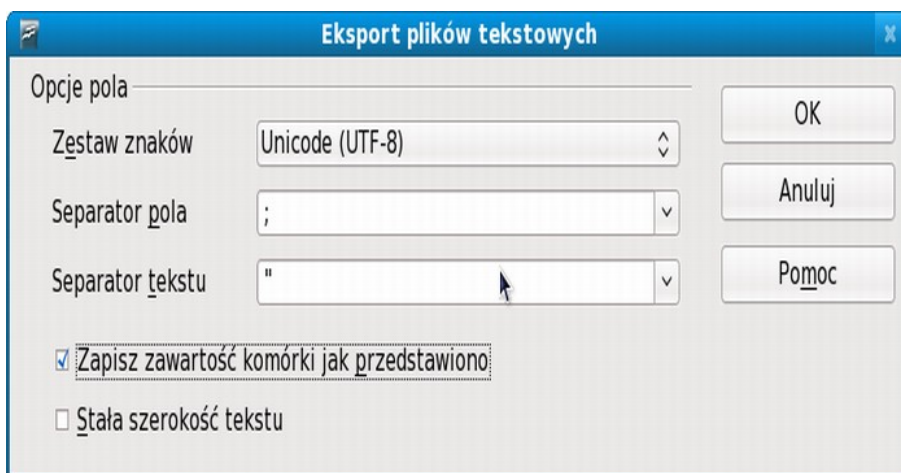 Eksport plików tekstowych
Opcje pola
Zestaw znaków Unicode (UTF-8)
Separator pola ;
Separator tekstu "
Zapisz zawartość komórki jak przedstawiono
Stała szerokość tekstu
OK
Anuluj
Pomoc